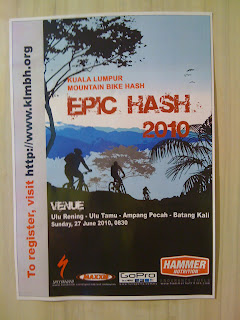 To register, visit http://www.klmbh.org
KUALA LUMPUR
MOUNTAIN BIKE HASH
EPIC HASH
2010
VENUE
Ulu Rening - Ulu Tamu - Ampang Pecah - Batang Kali
Sunday, 27 June 2010, 0830
MAXXIS
GoPro
HAMMER
NUTRITION